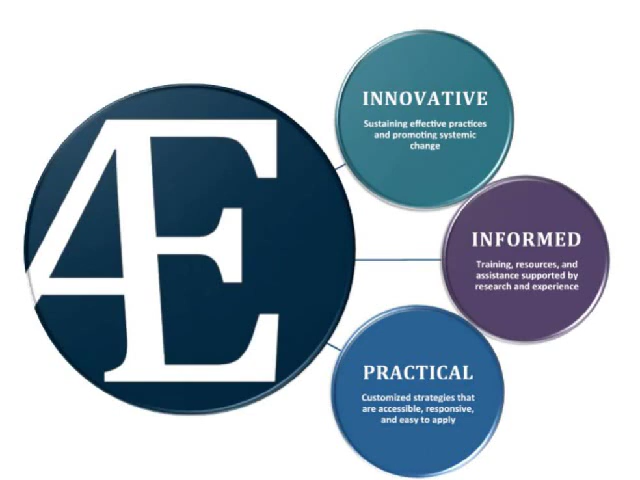 Æ
INNOVATIVE
Sustaining effective practices
and promoting systemic
change
INFORMED
Training, resources, and
assistance supported by
research and experience
PRACTICAL
Customized strategies that
are accessible, responsive,
and easy to apply